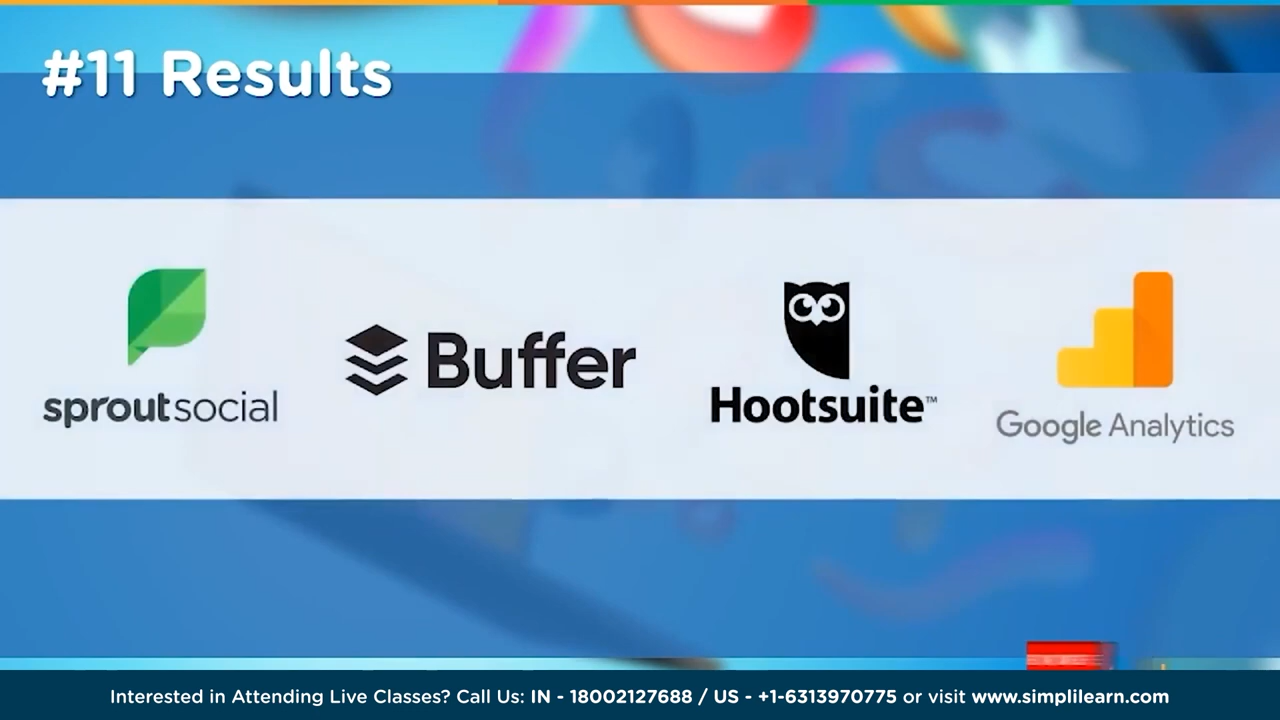 #11 Results
sproutsocial
Buffer
Hootsuite™
Google Analytics
Interested in Attending Live Classes? Call Us: IN - 18002127688 / US - +1-6313970775 or visit www.simplilearn.com